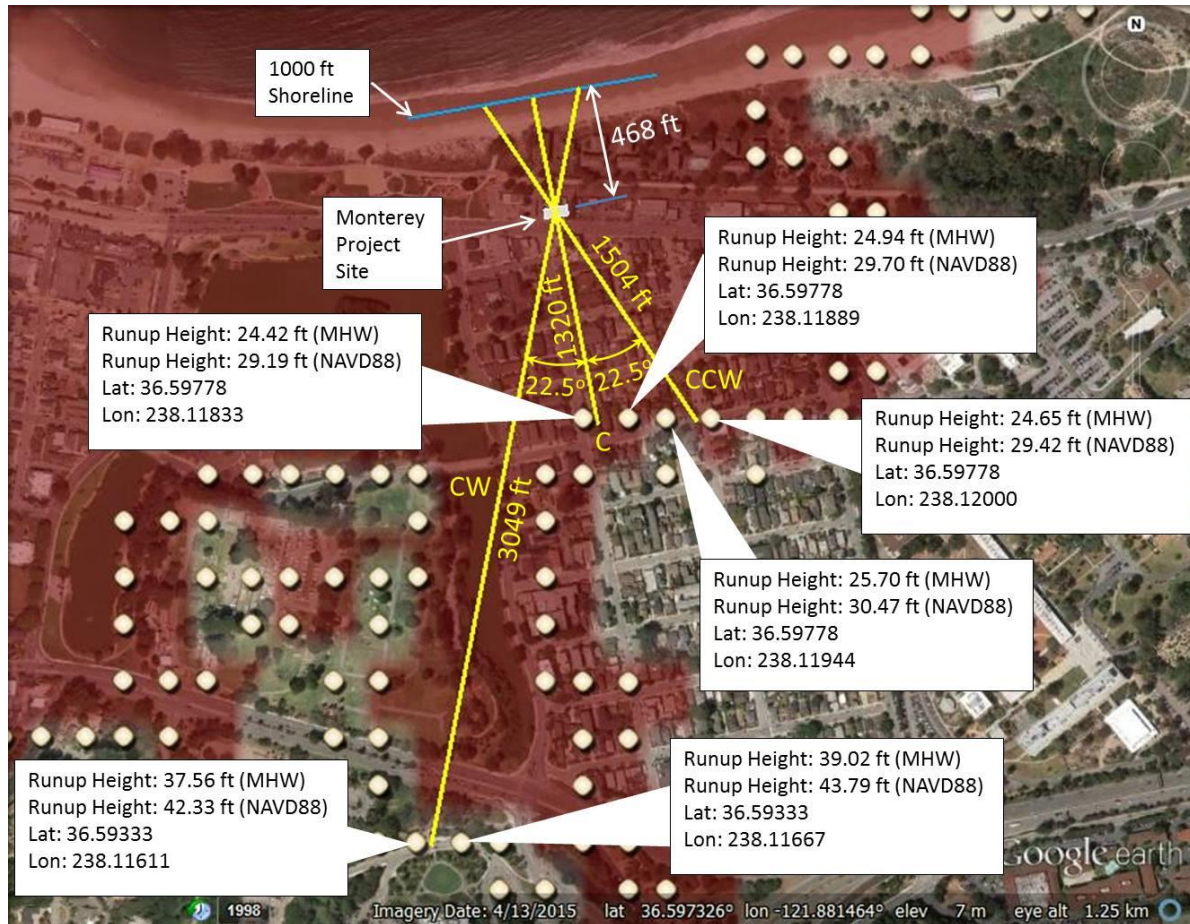 N
1000 ft
Shoreline
468 ft
Monterey
Project
Site
Runup Height: 24.94 ft (MHW)
Runup Height: 29.70 ft (NAVD88)
Lat: 36.59778
Lon: 238.11889
1504 ft
1320 ft
Runup Height: 24.42 ft (MHW)
Runup Height: 29.19 ft (NAVD88)
Lat: 36.59778
Lon: 238.11833
22.5º
22.5º
CCW
C
Runup Height: 24.65 ft (MHW)
Runup Height: 29.42 ft (NAVD88)
Lat: 36.59778
Lon: 238.12000
CW
3049 ft
Runup Height: 25.70 ft (MHW)
Runup Height: 30.47 ft (NAVD88)
Lat: 36.59778
Lon: 238.11944
Runup Height: 37.56 ft (MHW)
Runup Height: 42.33 ft (NAVD88)
Lat: 36.59333
Lon: 238.11611
Runup Height: 39.02 ft (MHW)
Runup Height: 43.79 ft (NAVD88)
Lat: 36.59333
Lon: 238.11667
Google earth
1998 Imagery Date: 4/13/2015 lat 36.597326° lon -121.881464° elev 7 m eye alt 1.25 km